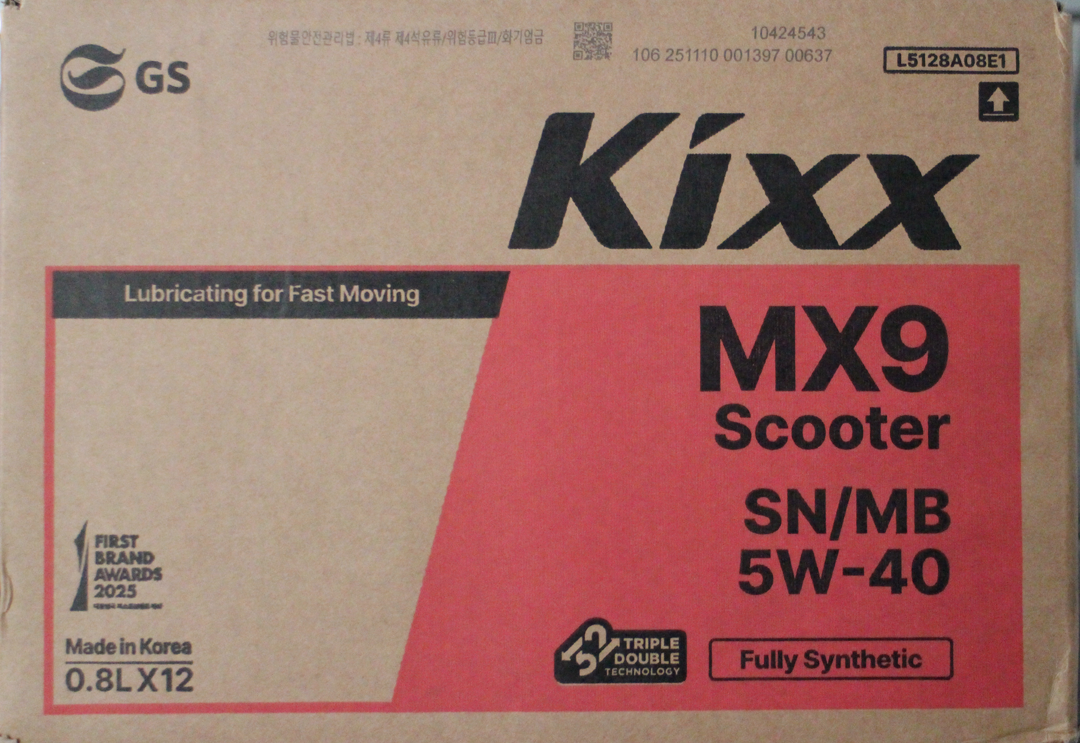 위험물안전관리법 : 제4류 제4석유류/위험등급Ⅲ/화기엄금
10424543
106 251110 001397 00637
L5128A08E1
GS
Kixx
Lubricating for Fast Moving
MX9
Scooter
SN/MB
5W-40
FIRST
BRAND
AWARDS
2025
Made in Korea
0.8L X12
TRIPLE
DOUBLE
TECHNOLOGY
Fully Synthetic